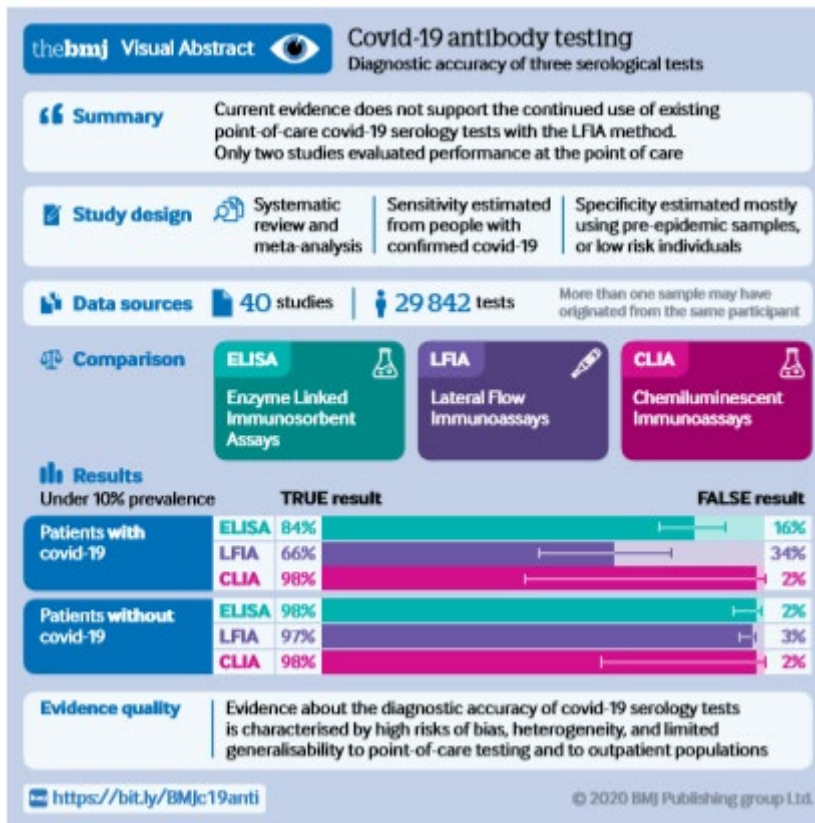 thebmj Visual Abstract
Covid-19 antibody testing
Diagnostic accuracy of three serological tests
Summary
Current evidence does not support the continued use of existing
point-of-care covid-19 serology tests with the LFIA method.
Only two studies evaluated performance at the point of care
Study design
Systematic
review and
meta-analysis
Sensitivity estimated
from people with
confirmed covid-19
Specificity estimated mostly
using pre-epidemic samples,
or low risk individuals
Data sources
40 studies
29 842 tests
More than one sample may have
originated from the same participant
Comparison
ELISA
Enzyme Linked
Immunosorbent
Assays
LFIA
Lateral Flow
Immunoassays
CLIA
Chemiluminescent
Immunoassays
Results
Under 10% prevalence
TRUE result
FALSE result
Patients with
covid-19
ELISA 84% 16%
LFIA 66% 34%
CLIA 98% 2%
Patients without
covid-19
ELISA 98% 2%
LFIA 97% 3%
CLIA 98% 2%
Evidence quality
Evidence about the diagnostic accuracy of covid-19 serology tests
is characterised by high risks of bias, heterogeneity, and limited
generalisability to point-of-care testing and to outpatient populations
https://bit.ly/BMJc19anti
© 2020 BMJ Publishing group Ltd.